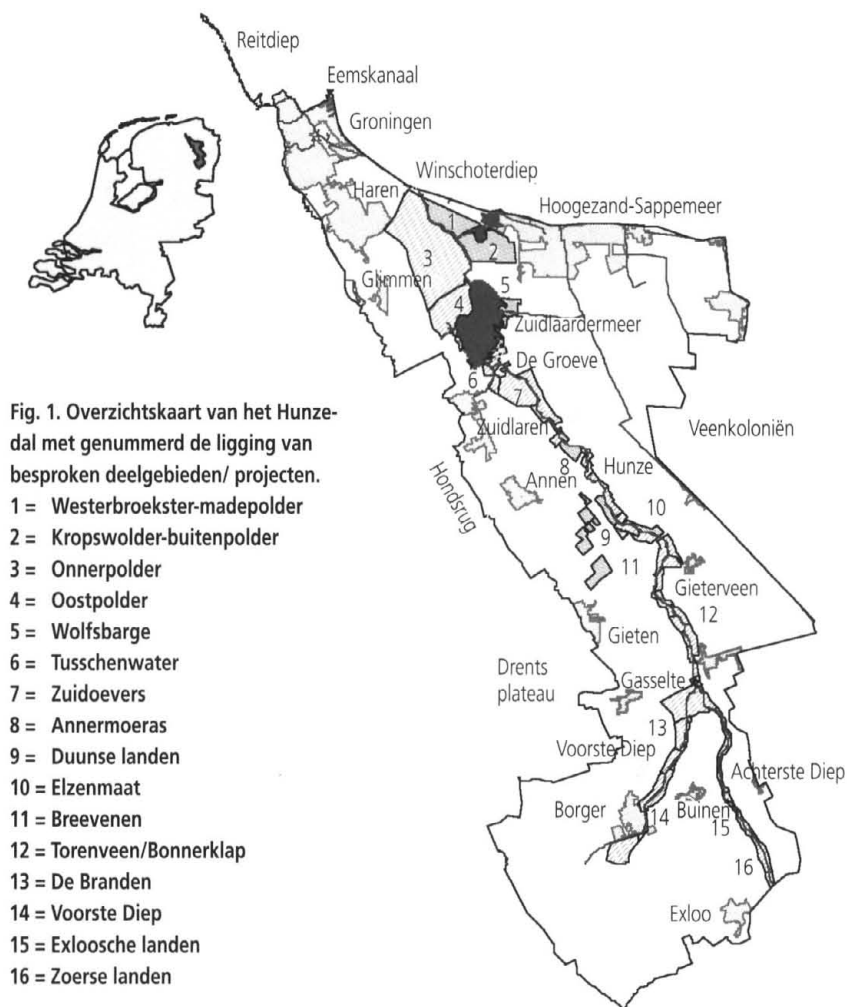 Reitdiep
Eemskanaal
Groningen
Winschoterdiep
Haren
Hoogezand-Sappemeer
1
2
3
Glimmen
5
4
Zuidlaardermeer
De Groeve
6
7
Zuidlaren
Veenkoloniën
8
Hunze
Annen
Hondsrug
10
9
11
Gieterveen
12
Gieten
Drents
plateau
Gasselte
13
Voorste Diep
Achterste Diep
Borger
Buinen
14
15
16
Exloo
Fig. 1. Overzichtskaart van het Hunze-
dal met genummerd de ligging van
besproken deelgebieden/ projecten.
1 = Westerbroekster-madepolder
2 = Kropswolder-buitenpolder
3 = Onnerpolder
4 = Oostpolder
5 = Wolfsbarge
6 = Tusschenwater
7 = Zuidoevers
8 = Annermoeras
9 = Duunse landen
10 = Elzenmaat
11 = Breevenen
12 = Torenveen/Bonnerklap
13 = De Branden
14 = Voorste Diep
15 = Exloosche landen
16 = Zoerse landen